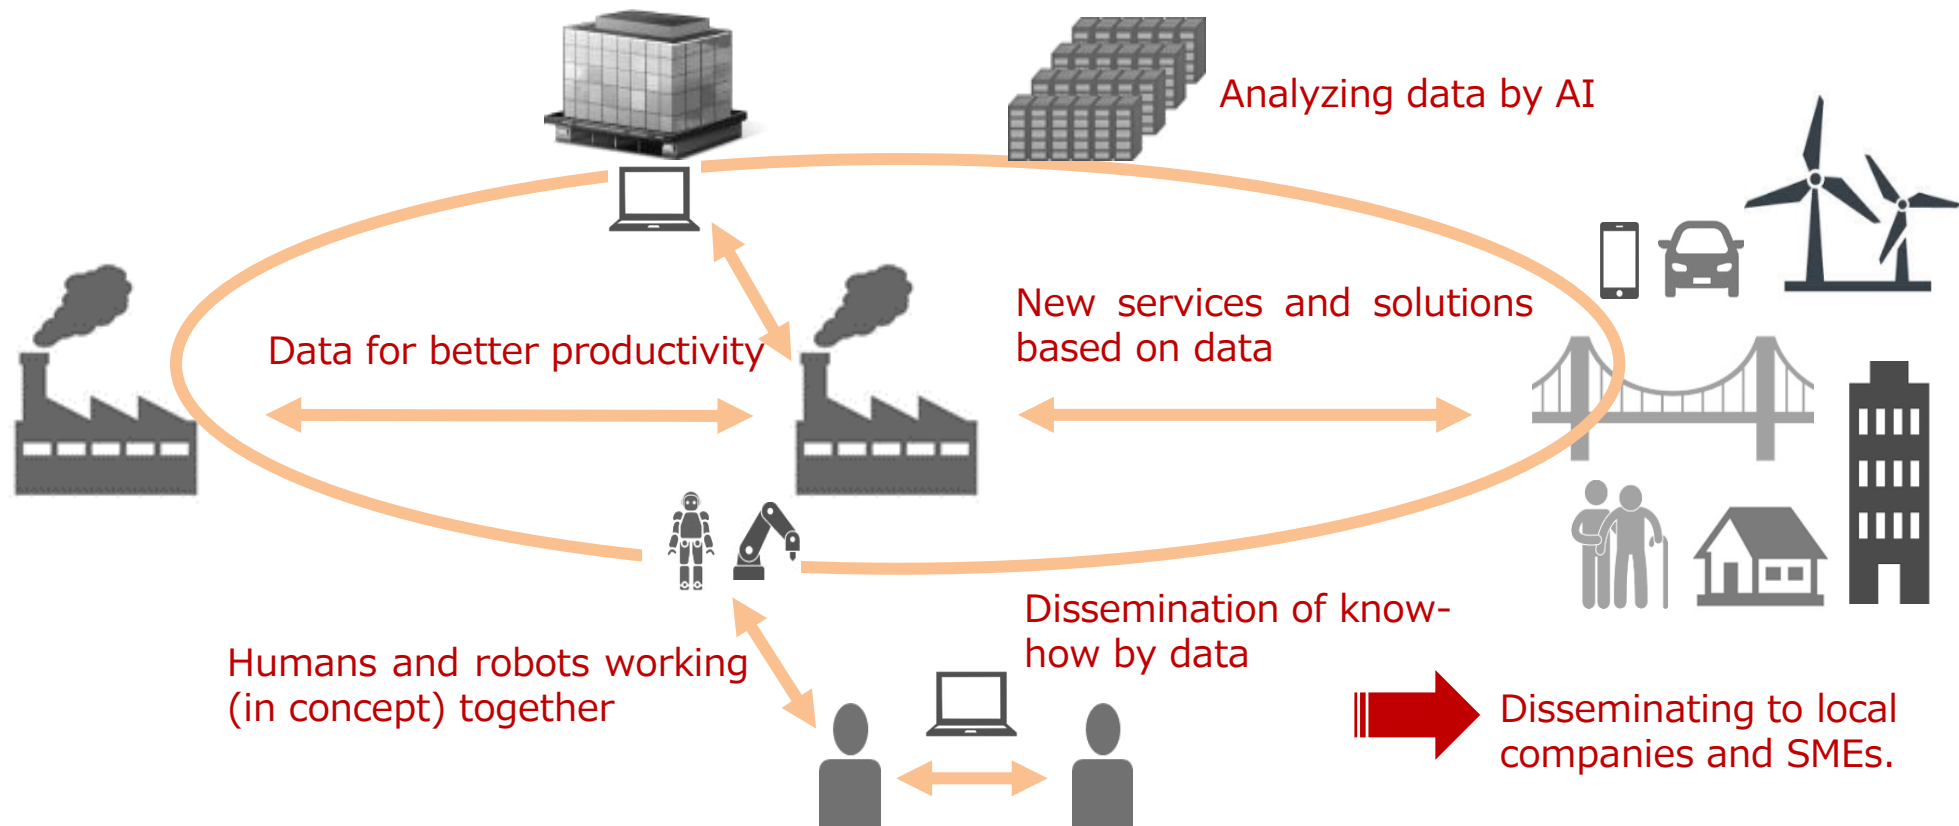 Analyzing data by AI
New services and solutions
based on data
Data for better productivity
Dissemination of know-
how by data
Humans and robots working
(in concept) together
Disseminating to local
companies and SMEs.